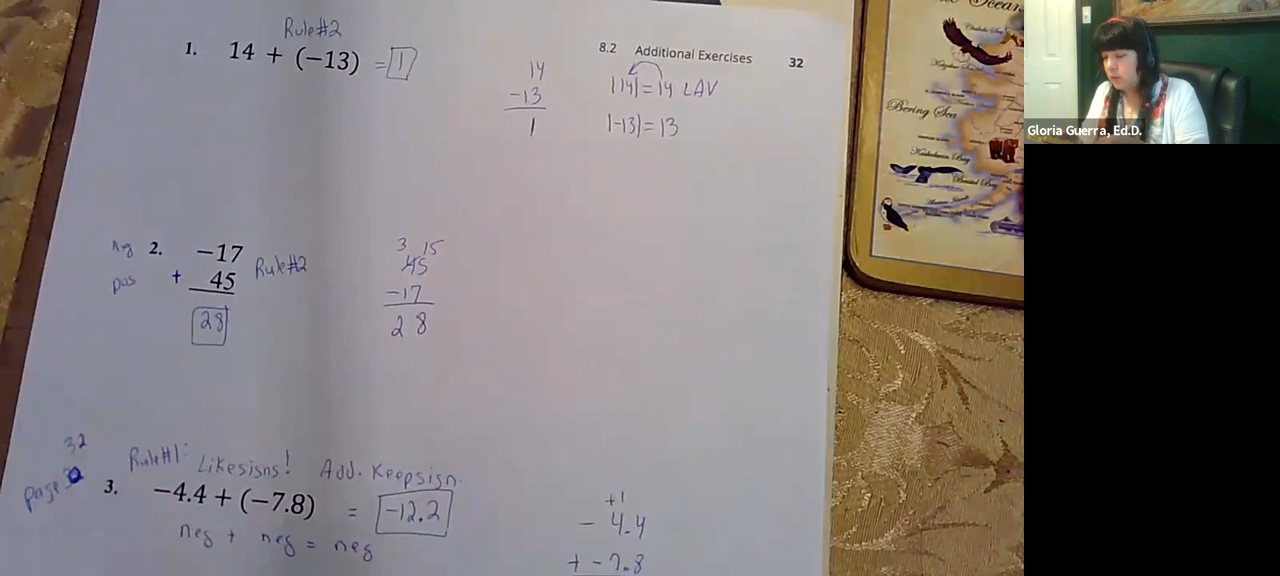 Rule#2
1. 14 + (−13) = 1
8.2 Additional Exercises 32
14
−13
1
|14| = 14 LAV
|−13| = 13
Neg 2. −17
pos + 45 Rule#2
28
3 15
45
−17
28
32
page
Rule#1: Likesigns! Add. Keepsign.
3. −4.4 + (−7.8) = −12.2
neg + neg = neg
+1
− 4.4
+ −7.8
Ocean
Bering Sea
Gloria Guerra, Ed.D.